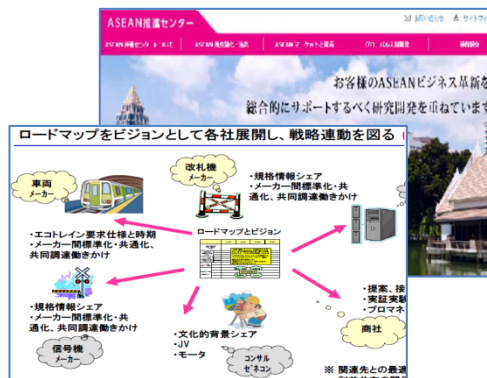 ASEAN推進センター
お問い合わせ
お客様のASEANビジネス革新を
総合的にサポートするべく研究開発を重ねています
ロードマップをビジョンとして各社展開し、戦略連動を図る
車両
メーカー
改札機
メーカー
・規格情報シェア
・メーカー間標準化・共
通化、共同調達働きかけ
・エコトレイン要求仕様と時期
・メーカー間標準化・共通化、
共同調達働きかけ
ロードマップとビジョン
・規格情報シェア
・メーカー間標準化・共
通化、共同調達働きかけ
信号機
メーカー
・文化的背景シェア
・JV
・モータ
コンサル
ゼネコン
・提案、接
・実証実験
・プロマネ
商社
※ 関連先との最適